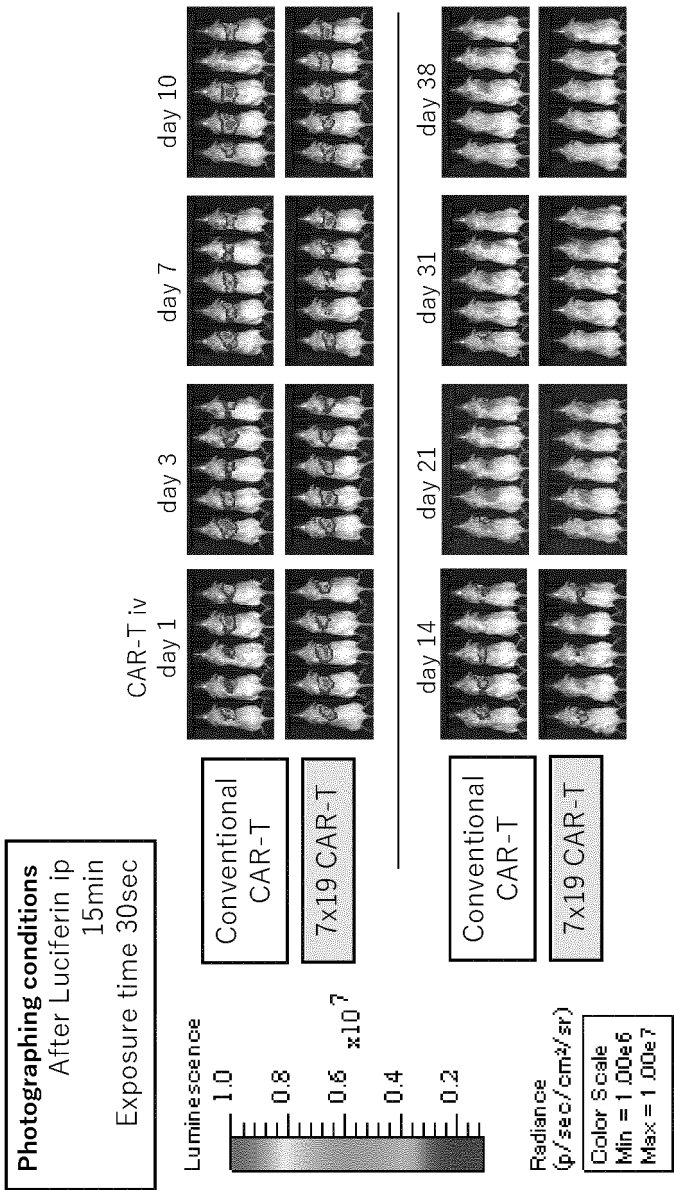 Photographing conditions
After Luciferin ip
15min
Exposure time 30sec
CAR-T iv
day 1
day 3
day 7
day 10
Conventional
CAR-T
7x19 CAR-T
day 14
day 21
day 31
day 38
Conventional
CAR-T
7x19 CAR-T
Luminescence
1.0
0.8
0.6
0.4
0.2
x10⁷
Radiance
(p/sec/cm²/sr)
Color Scale
Min = 1.00e6
Max = 1.00e7